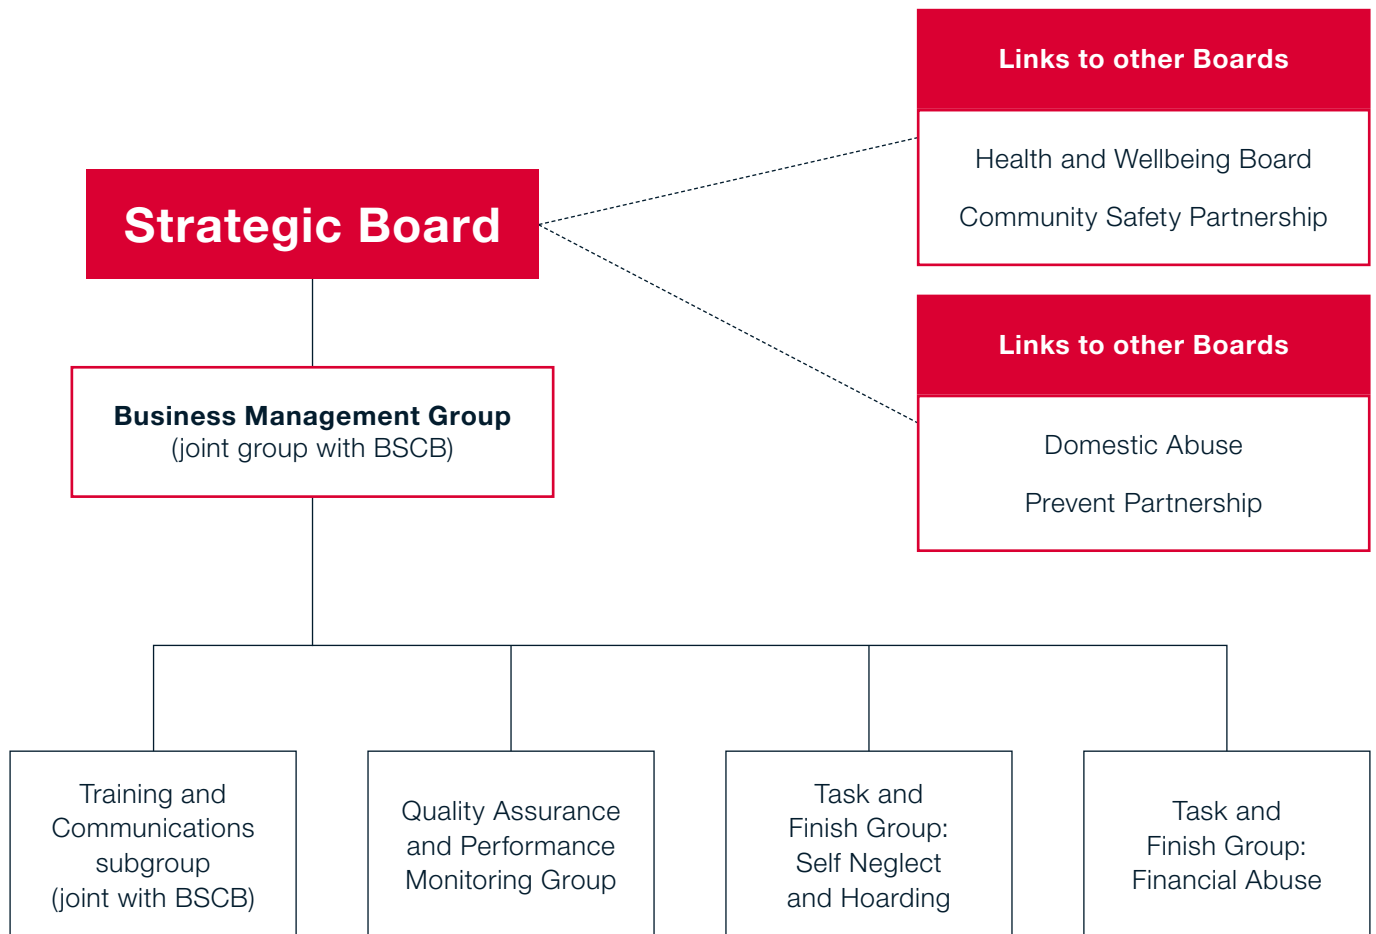 Links to other Boards
Health and Wellbeing Board
Community Safety Partnership
Strategic Board
Links to other Boards
Domestic Abuse
Prevent Partnership
Business Management Group
(joint group with BSCB)
Training and
Communications
subgroup
(joint with BSCB)
Quality Assurance
and Performance
Monitoring Group
Task and
Finish Group:
Self Neglect
and Hoarding
Task and
Finish Group:
Financial Abuse